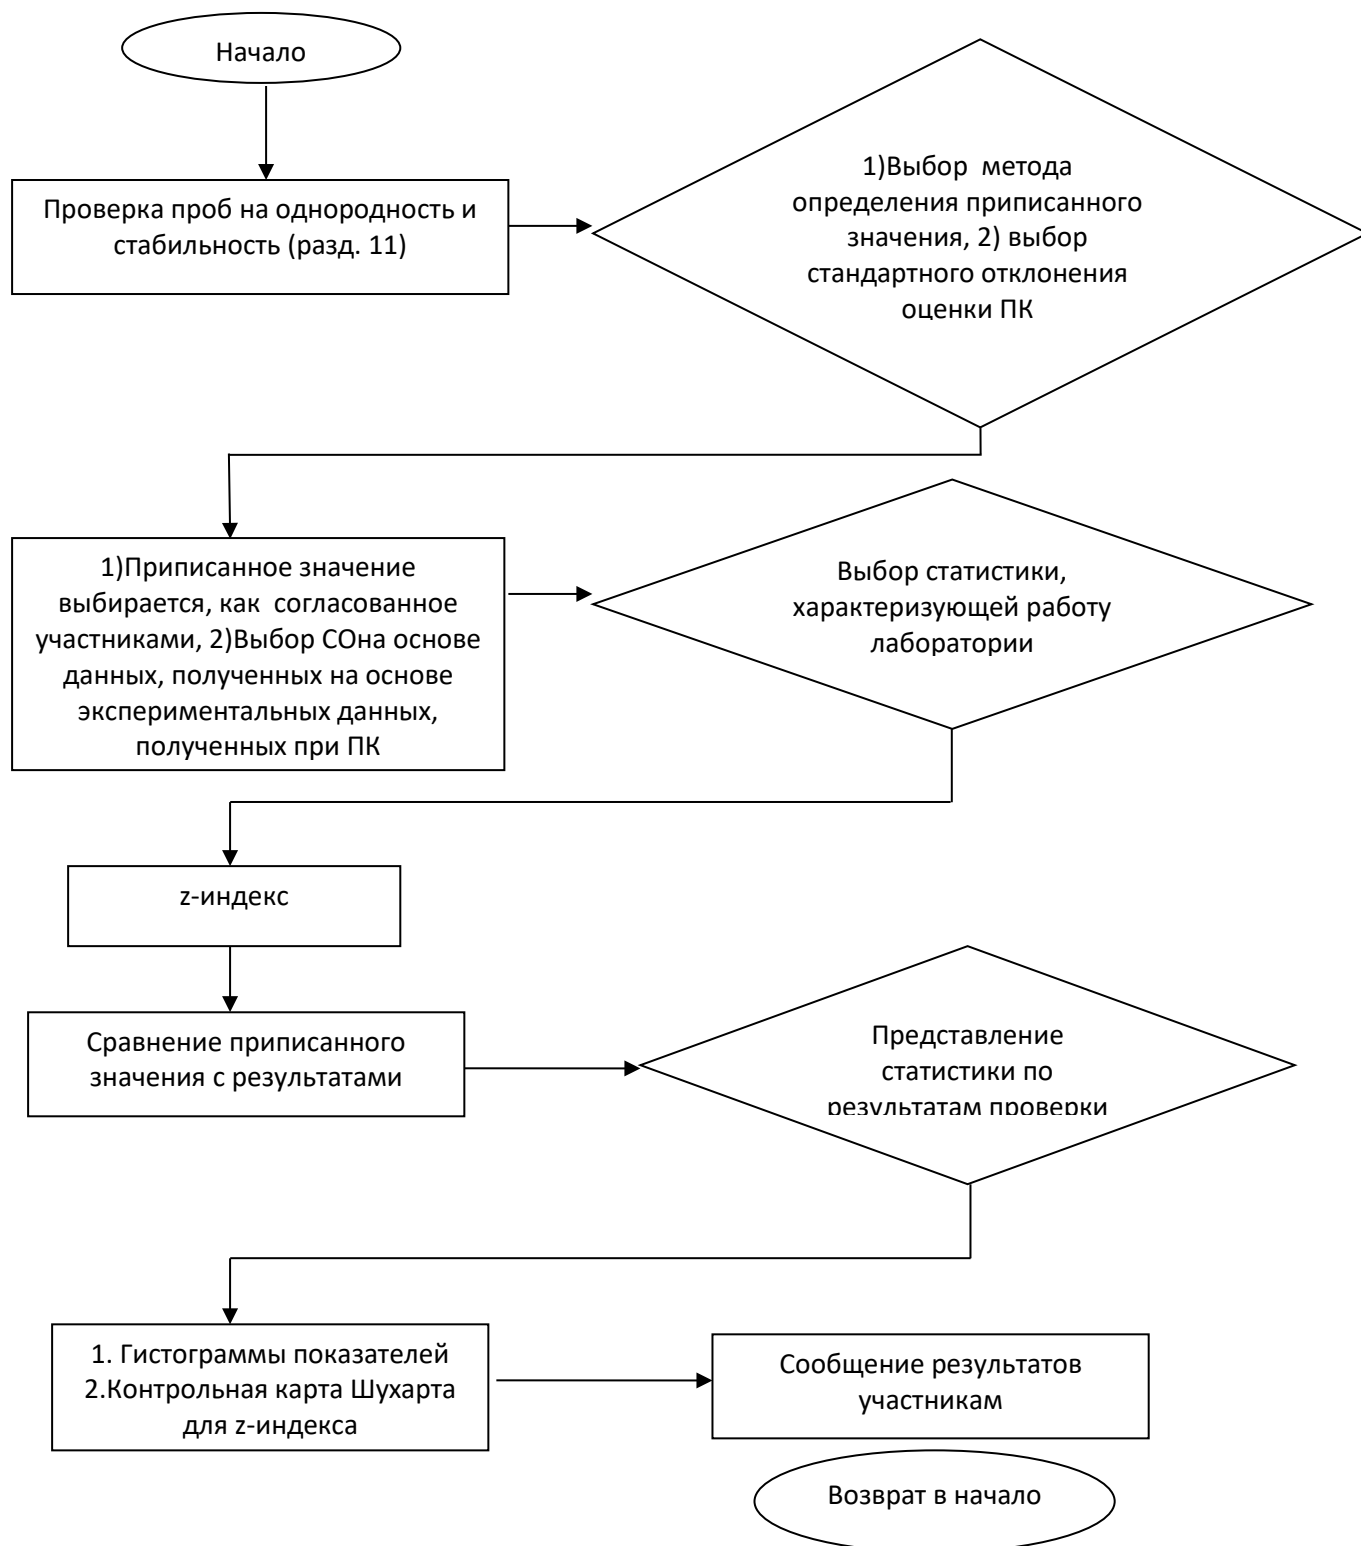 Начало
Проверка проб на однородность и
стабильность (разд. 11)
1)Выбор метода
определения приписанного
значения, 2) выбор
стандартного отклонения
оценки ПК
1)Приписанное значение
выбирается, как согласованное
участниками, 2)Выбор СОна основе
данных, полученных на основе
экспериментальных данных,
полученных при ПК
Выбор статистики,
характеризующей работу
лаборатории
z-индекс
Сравнение приписанного
значения с результатами
Представление
статистики по
результатам проверки
1. Гистограммы показателей
2.Контрольная карта Шухарта
для z-индекса
Сообщение результатов
участникам
Возврат в начало